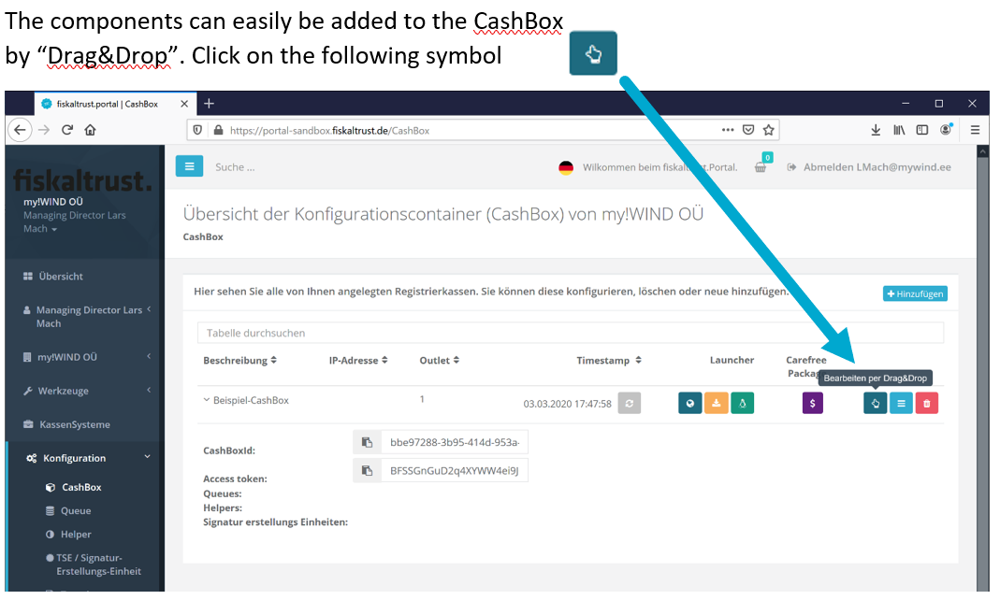 The components can easily be added to the CashBox
by “Drag&Drop”. Click on the following symbol
fiskaltrust.portal | CashBox
https://portal-sandbox.fiskaltrust.de/CashBox
fiskaltrust.
my!WIND OÜ
Managing Director Lars
Mach
Übersicht
Managing Director Lars
Mach
my!WIND OÜ
Werkzeuge
KassenSysteme
Konfiguration
CashBox
Queue
Helper
TSE / Signatur-
Erstellungs-Einheit
Suche ...
Wilkommen beim fiskaltrust.Portal.
0
Abmelden LMach@mywind.ee
Übersicht der Konfigurationscontainer (CashBox) von my!WIND OÜ
CashBox
Hier sehen Sie alle von Ihnen angelegten Registrierkassen. Sie können diese konfigurieren, löschen oder neue hinzufügen.
Hinzufügen
Tabelle durchsuchen
Beschreibung IP-Adresse Outlet Timestamp Launcher Carefree
Package
Bearbeiten per Drag&Drop
Beispiel-CashBox 1 03.03.2020 17:47:58 $
CashBoxId: bbe97288-3b95-414d-953a-
Access token: BFSSGnGuD2q4XYWW4ei9J
Queues:
Helpers:
Signatur erstellungs Einheiten: